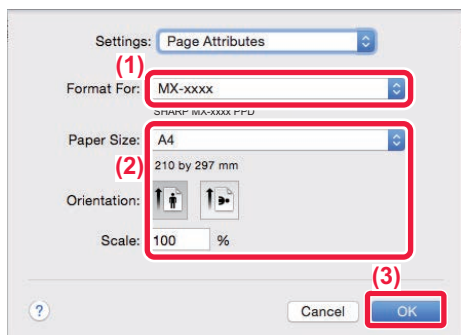 Settings: Page Attributes
(1)
Format For: MX-xxxx
SHARP MX-xxxx PPD
Paper Size: A4
(2) 210 by 297 mm
Orientation:
Scale: 100 %
(3)
? Cancel OK